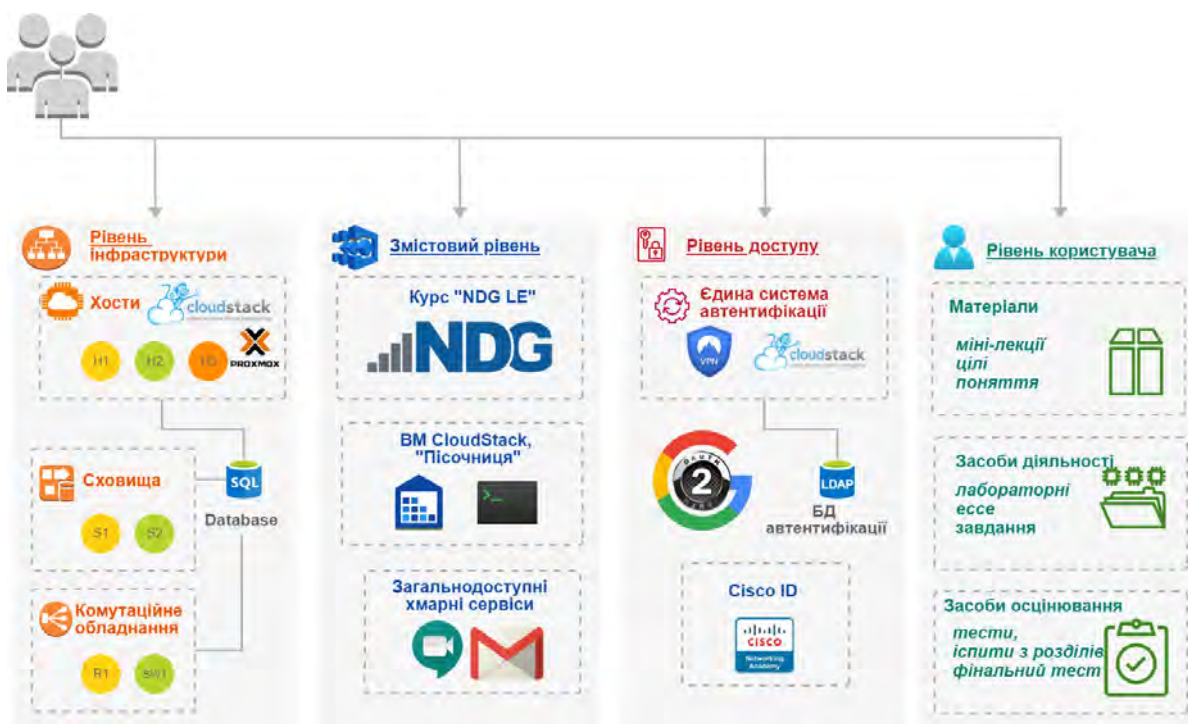 Рівень
інфраструктури
Хости
cloudstack
H1
H2
H3
PROXMOX
Сховища
S1
S2
SQL
Database
Комутаційне
обладнання
R1
SW1
Змістовий рівень
Курс "NDG LE"
NDG
ВМ CloudStack,
"Пісочниця"
>_
Загальнодоступні
хмарні сервіси
Рівень доступу
Єдина система
автентифікації
VPN
cloudstack
OAUTH
2
LDAP
БД
автентифікації
Cisco ID
CISCO
Networking
Academy
Рівень користувача
Матеріали
міні-лекції
цілі
поняття
Засоби діяльності
лабораторні
ессе
завдання
Засоби осцінювання
тести,
іспити з розділів
фінальний тест